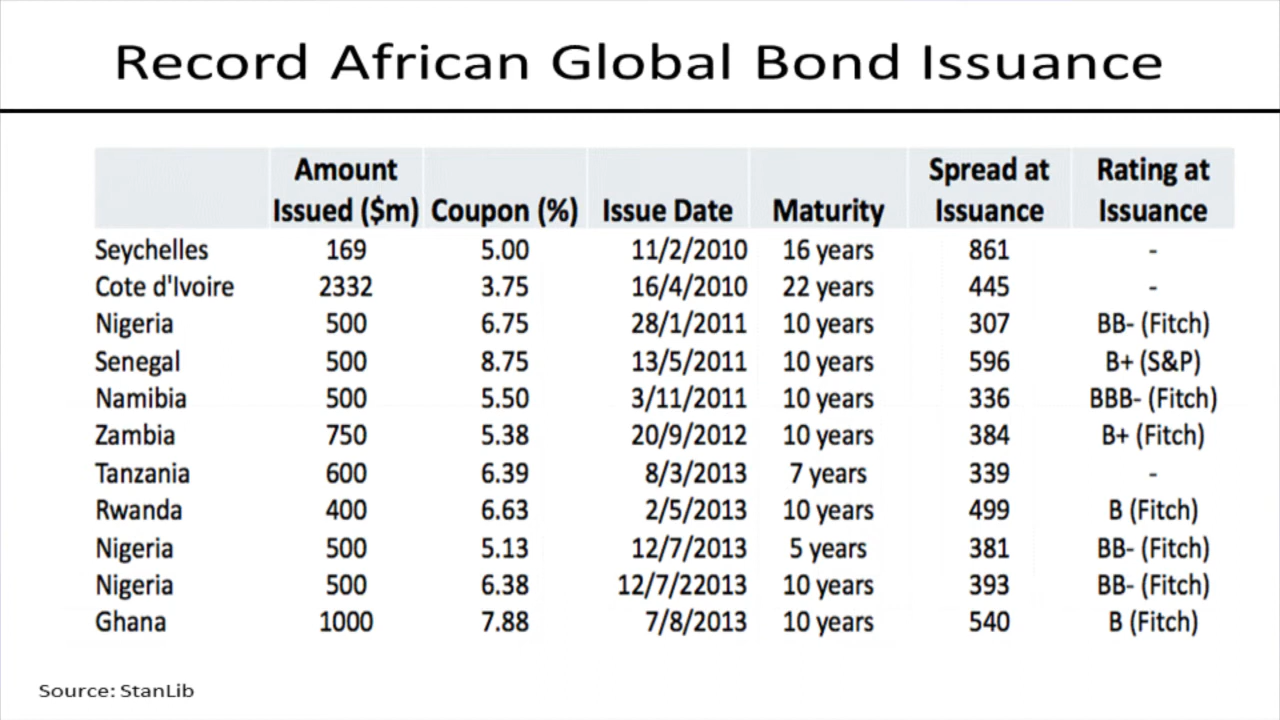 Record African Global Bond Issuance
Amount Issued ($m) Coupon (%) Issue Date Maturity Spread at Issuance Rating at Issuance
Seychelles 169 5.00 11/2/2010 16 years 861 -
Cote d'Ivoire 2332 3.75 16/4/2010 22 years 445 -
Nigeria 500 6.75 28/1/2011 10 years 307 BB- (Fitch)
Senegal 500 8.75 13/5/2011 10 years 596 B+ (S&P)
Namibia 500 5.50 3/11/2011 10 years 336 BBB- (Fitch)
Zambia 750 5.38 20/9/2012 10 years 384 B+ (Fitch)
Tanzania 600 6.39 8/3/2013 7 years 339 -
Rwanda 400 6.63 2/5/2013 10 years 499 B (Fitch)
Nigeria 500 5.13 12/7/2013 5 years 381 BB- (Fitch)
Nigeria 500 6.38 12/7/22013 10 years 393 BB- (Fitch)
Ghana 1000 7.88 7/8/2013 10 years 540 B (Fitch)
Source: StanLib